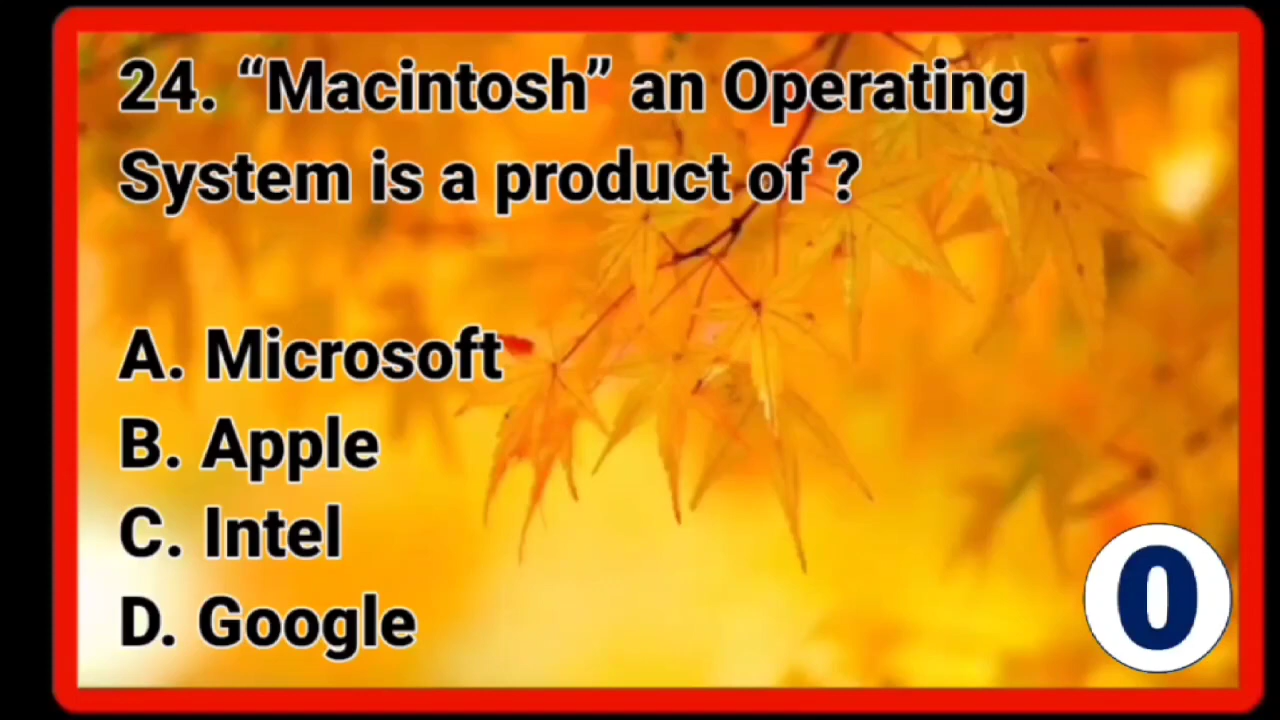 24. “Macintosh” an Operating
System is a product of ?
A. Microsoft
B. Apple
C. Intel
D. Google
0